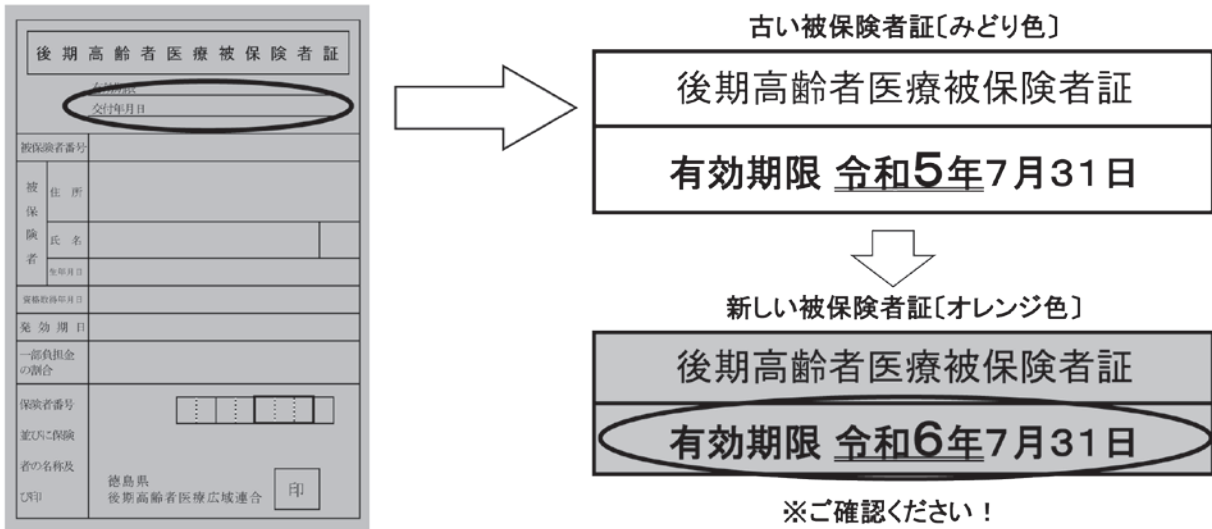 後期高齢者医療被保険者証
有効期限
交付年月日
被保険者番号
被保険者
住所
氏名
生年月日
資格取得年月日
発効期日
一部負担金
の割合
保険者番号
並びに保険
者の名称及
び印
徳島県
後期高齢者医療広域連合
印
古い被保険者証〔みどり色〕
後期高齢者医療被保険者証
有効期限 令和5年7月31日
新しい被保険者証〔オレンジ色〕
後期高齢者医療被保険者証
有効期限 令和6年7月31日
※ご確認ください！